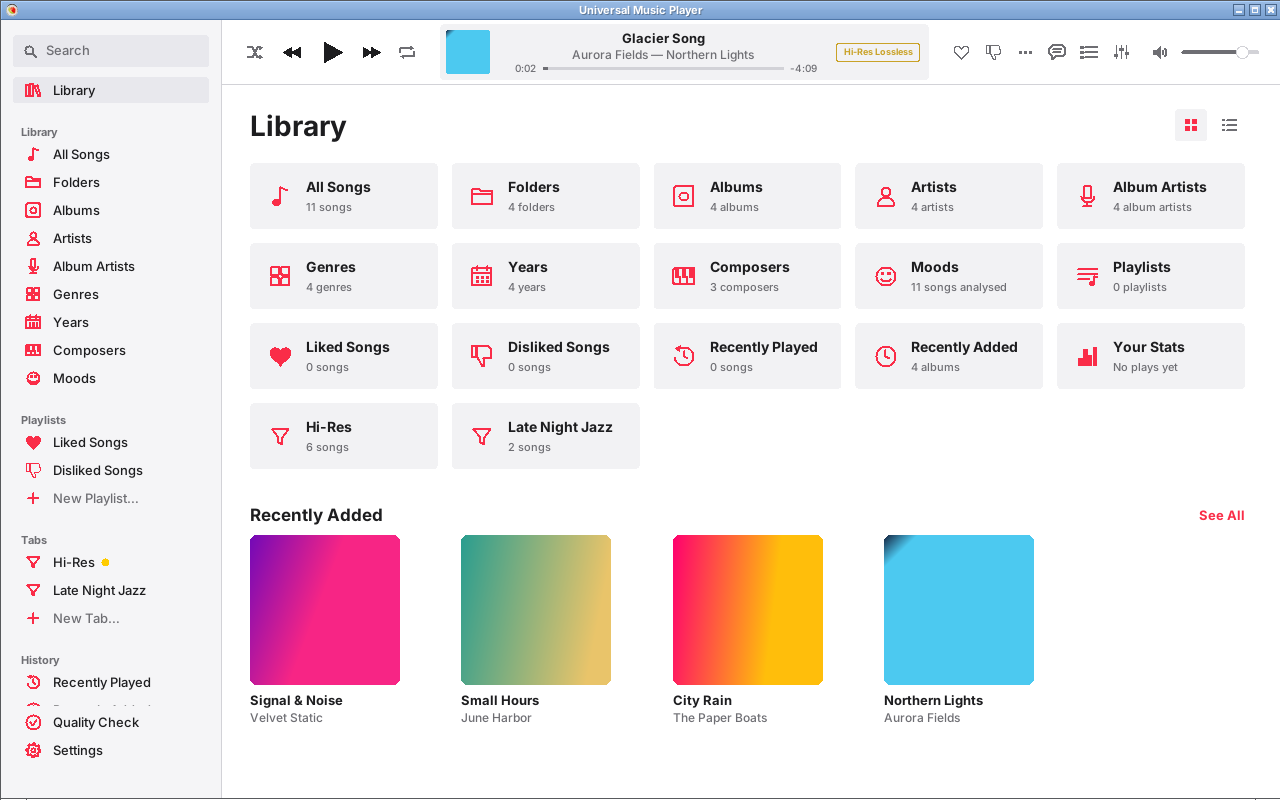 Universal Music Player
Search
Library
Library
All Songs
Folders
Albums
Artists
Album Artists
Genres
Years
Composers
Moods
Playlists
Liked Songs
Disliked Songs
New Playlist...
Tabs
Hi-Res
Late Night Jazz
New Tab...
History
Recently Played
Quality Check
Settings
Glacier Song
Aurora Fields — Northern Lights
0:02
-4:09
Hi-Res Lossless
Library
All Songs
11 songs
Folders
4 folders
Albums
4 albums
Artists
4 artists
Album Artists
4 album artists
Genres
4 genres
Years
4 years
Composers
3 composers
Moods
11 songs analysed
Playlists
0 playlists
Liked Songs
0 songs
Disliked Songs
0 songs
Recently Played
0 songs
Recently Added
4 albums
Your Stats
No plays yet
Hi-Res
6 songs
Late Night Jazz
2 songs
Recently Added
See All
Signal & Noise
Velvet Static
Small Hours
June Harbor
City Rain
The Paper Boats
Northern Lights
Aurora Fields